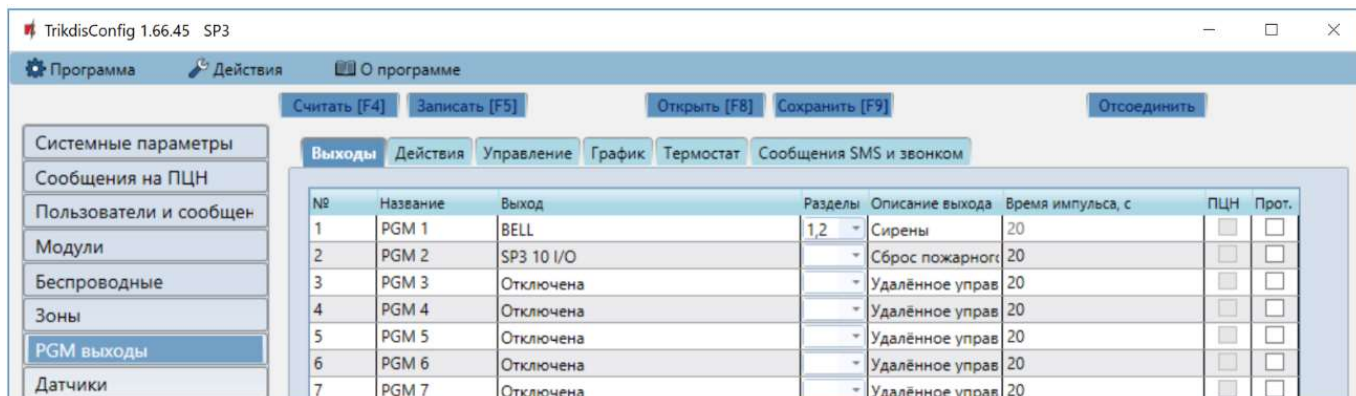 TrikdisConfig 1.66.45 SP3
Программа Действия О программе
Считать [F4] Записать [F5] Открыть [F8] Сохранить [F9] Отсоединить
Системные параметры
Сообщения на ПЦН
Пользователи и сообщен
Модули
Беспроводные
Зоны
PGM выходы
Датчики
Выходы Действия Управление График Термостат Сообщения SMS и звонком
№ Название Выход Разделы Описание выхода Время импульса, с ПЦН Прот.
1 PGM 1 BELL 1,2 Сирены 20
2 PGM 2 SP3 10 I/O Сброс пожарного 20
3 PGM 3 Отключена Удалённое управ 20
4 PGM 4 Отключена Удалённое управ 20
5 PGM 5 Отключена Удалённое управ 20
6 PGM 6 Отключена Удалённое управ 20
7 PGM 7 Отключена Удалённое управ 20